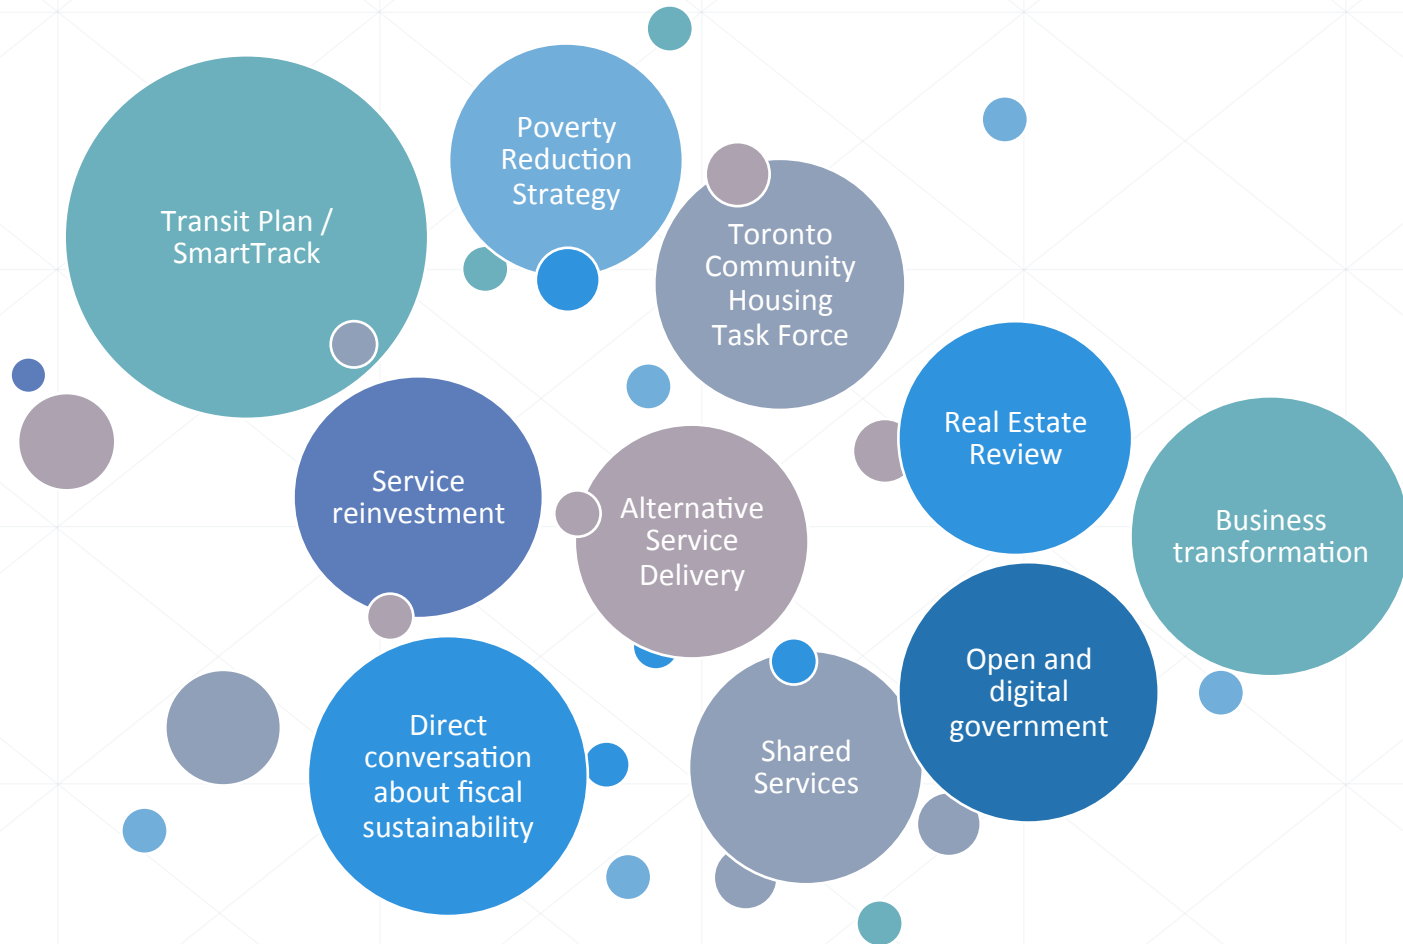 Transit Plan /
SmartTrack
Poverty
Reduction
Strategy
Toronto
Community
Housing
Task Force
Real Estate
Review
Business
transformation
Service
reinvestment
Alternative
Service
Delivery
Open and
digital
government
Direct
conversation
about fiscal
sustainability
Shared
Services